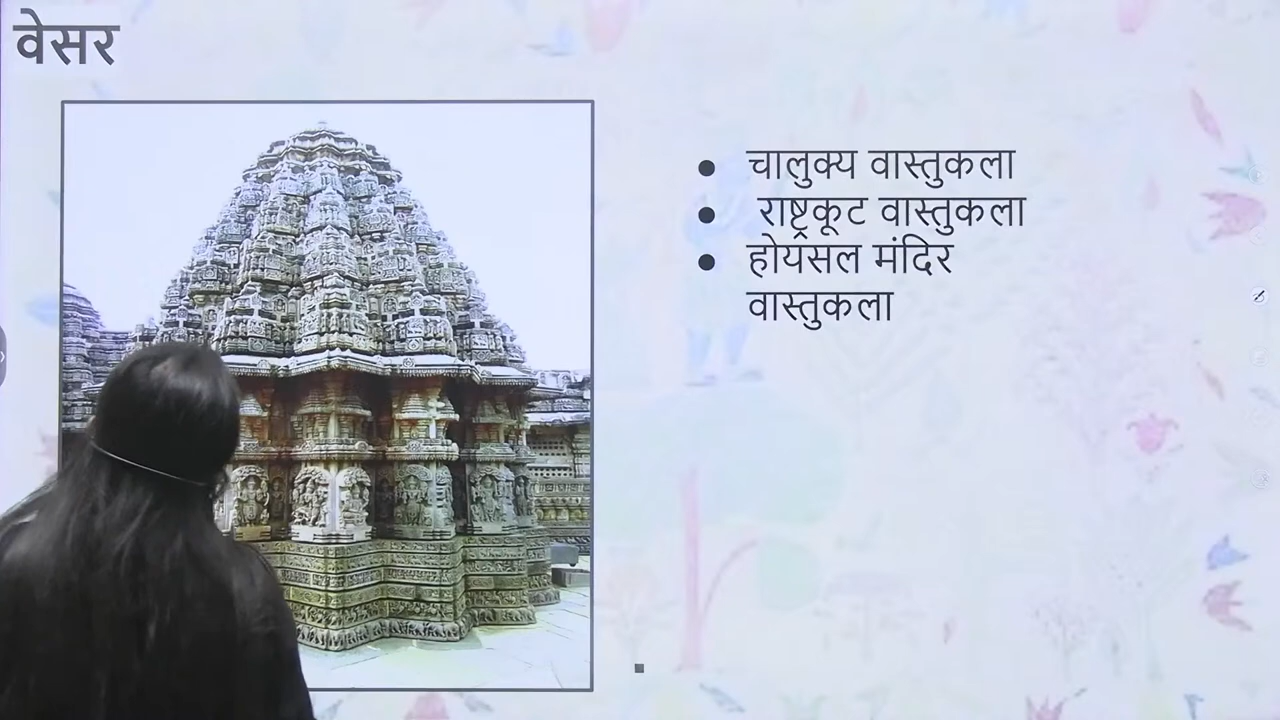 वेसर
● चालुक्य वास्तुकला
● राष्ट्रकूट वास्तुकला
● होयसल मंदिर
वास्तुकला